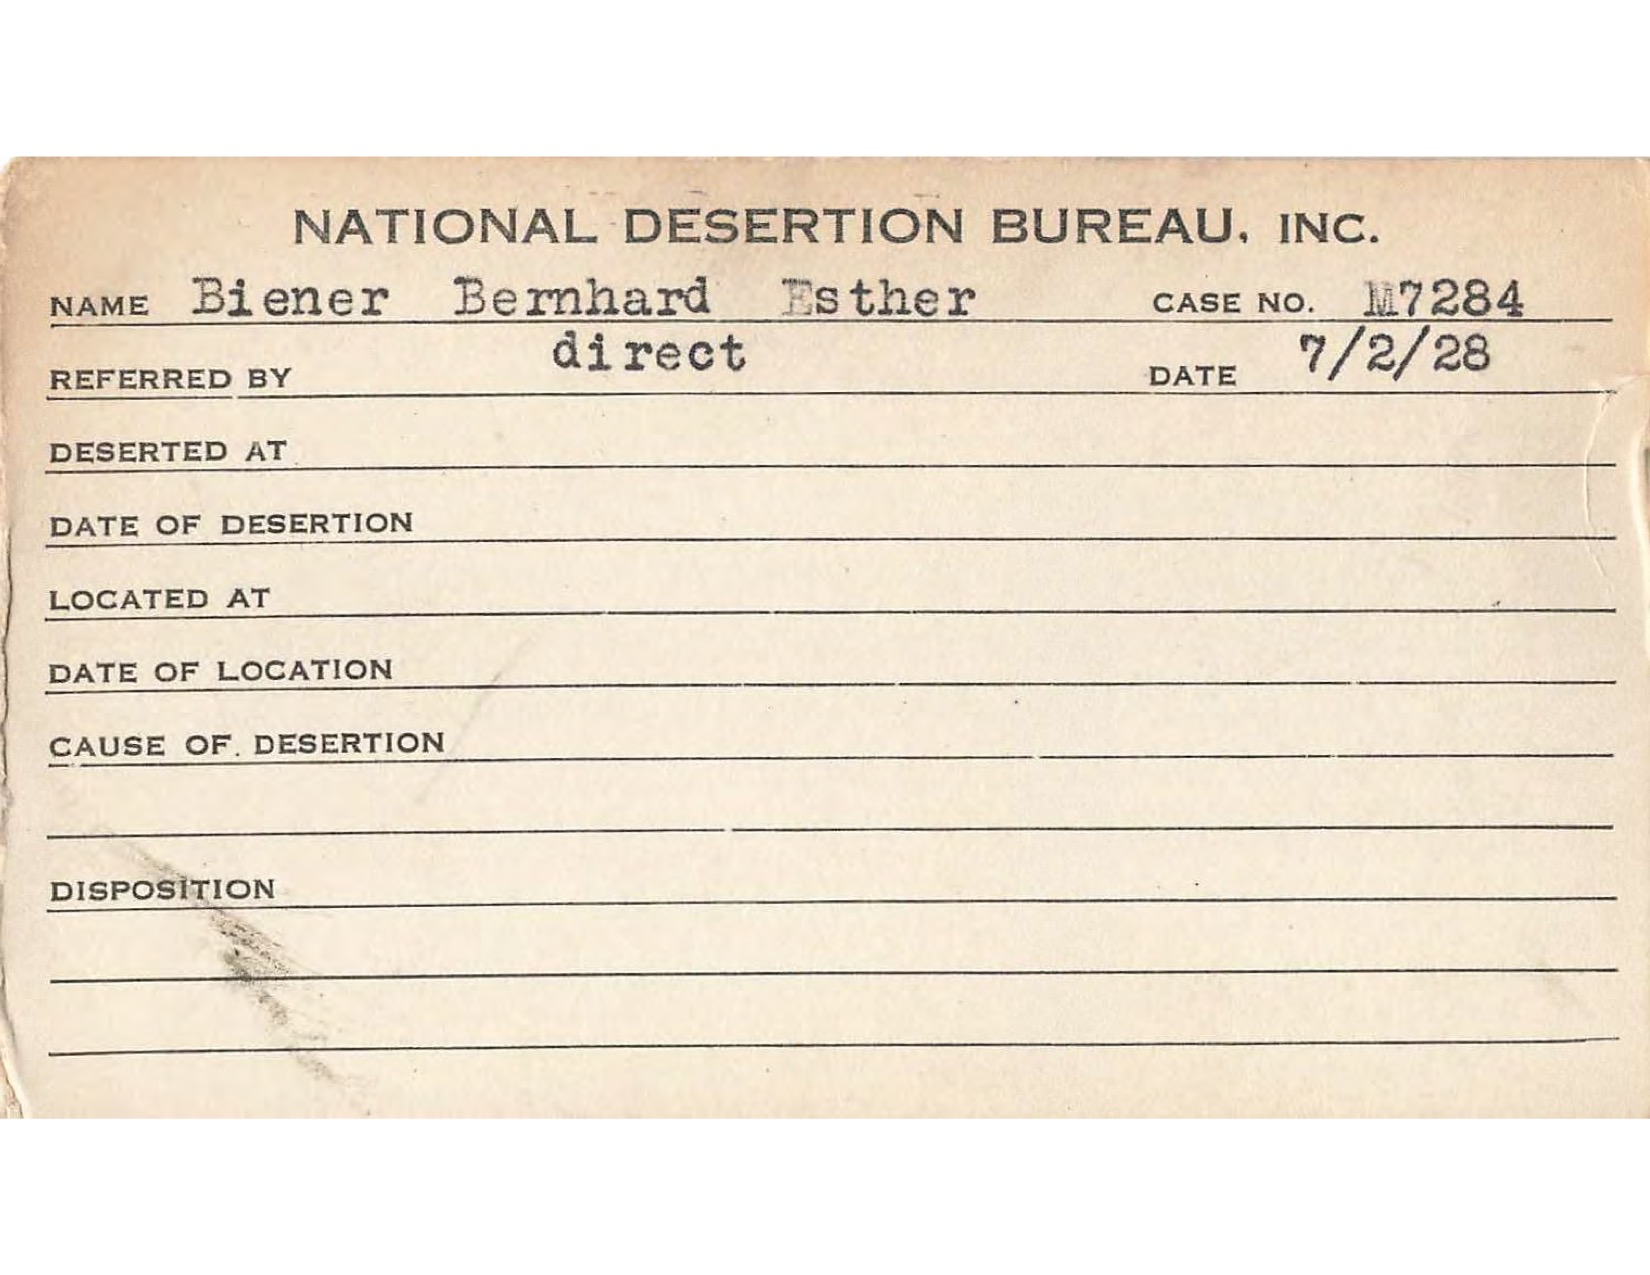 NATIONAL DESERTION BUREAU, INC.
NAME Biener Bernhard Esther CASE NO. M7284
REFERRED BY direct DATE 7/2/28
DESERTED AT
DATE OF DESERTION
LOCATED AT
DATE OF LOCATION
CAUSE OF DESERTION
DISPOSITION